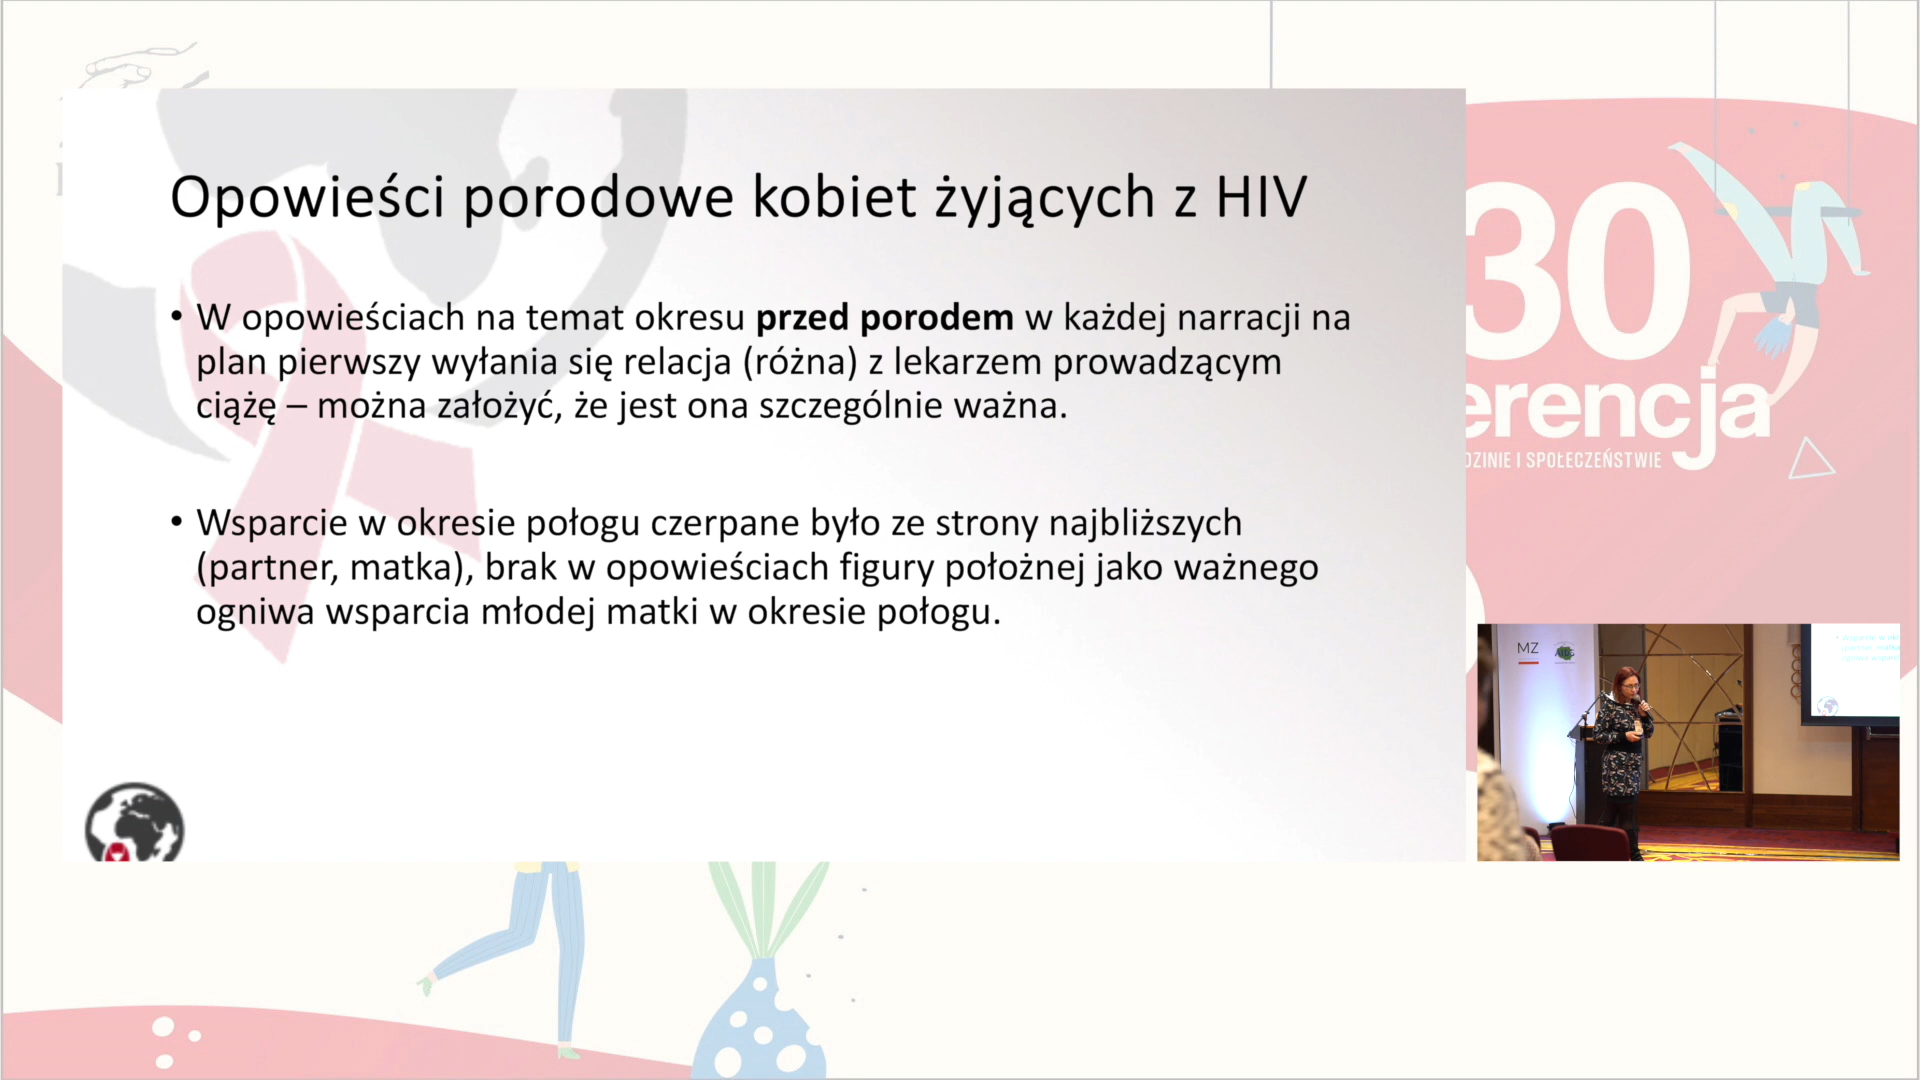 Opowieści porodowe kobiet żyjących z HIV
• W opowieściach na temat okresu przed porodem w każdej narracji na
plan pierwszy wyłania się relacja (różna) z lekarzem prowadzącym
ciążę – można założyć, że jest ona szczególnie ważna.
• Wsparcie w okresie połogu czerpane było ze strony najbliższych
(partner, matka), brak w opowieściach figury położnej jako ważnego
ogniwa wsparcia młodej matki w okresie połogu.
30
erencja
DZINIE I SPOŁECZEŃSTWIE
MZ